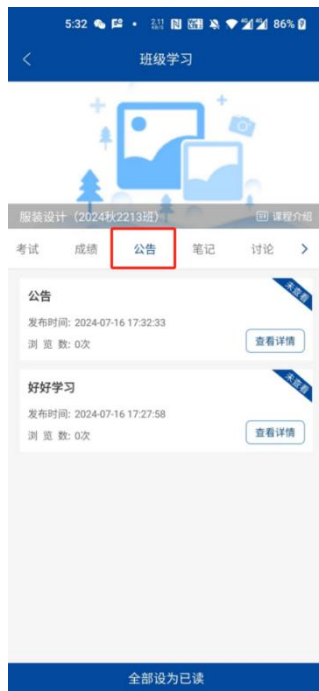 5:32 86%
班级学习
服装设计（2024秋2213班） 课程介绍
考试 成绩 公告 笔记 讨论
公告 未查看
发布时间: 2024-07-16 17:32:33
浏 览 数: 0次 查看详情
好好学习 未查看
发布时间: 2024-07-16 17:27:58
浏 览 数: 0次 查看详情
全部设为已读